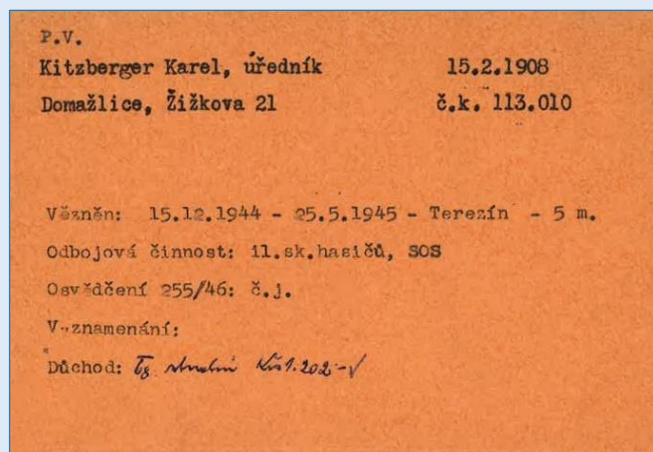 P.V.
Kitzberger Karel, úředník 15.2.1908
Domažlice, Žižkova 21 č.k. 113.010
Vězněn: 15.12.1944 - 25.5.1945 - Terezín - 5 m.
Odbojová činnost: il.sk.hasičů, SOS
Osvědčení 255/46: č.j.
Vyznamenání:
Důchod: